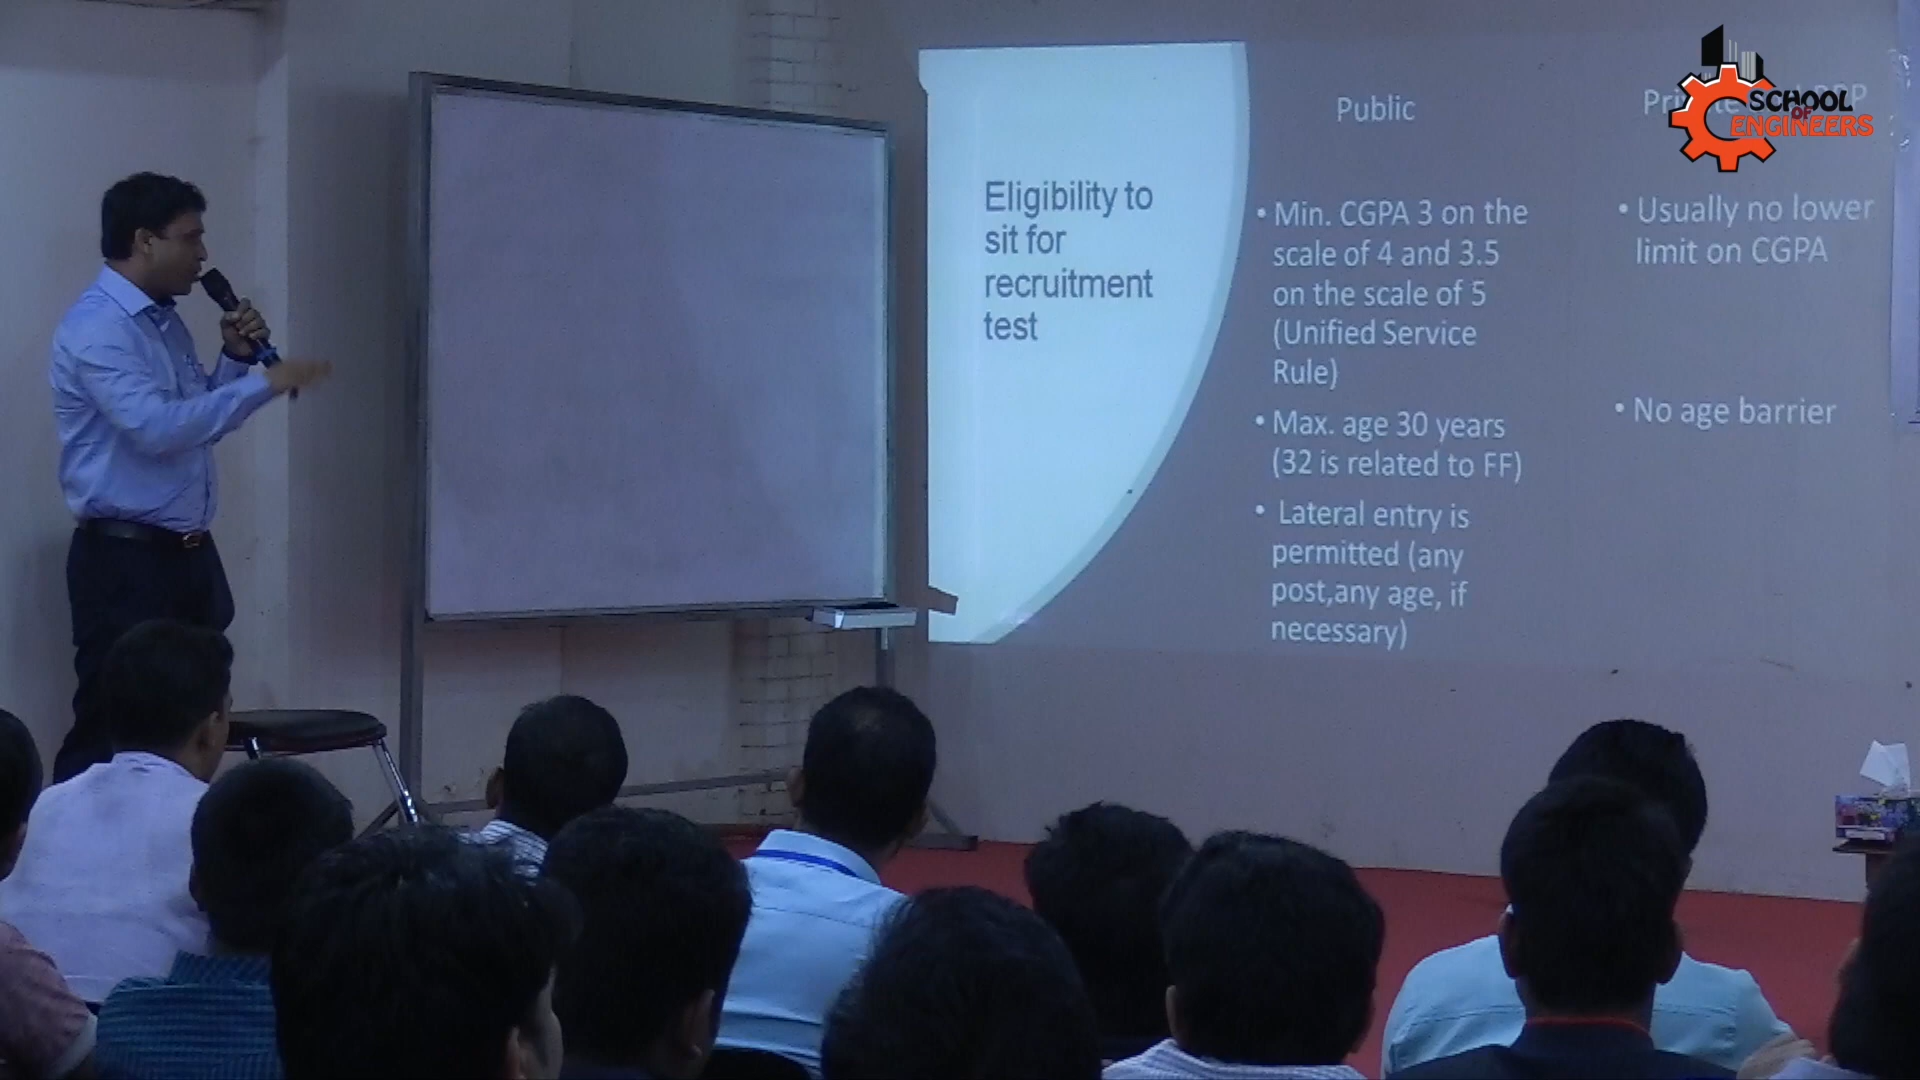 SCHOOL
OF
ENGINEERS
Eligibility to
sit for
recruitment
test
Public
• Min. CGPA 3 on the
scale of 4 and 3.5
on the scale of 5
(Unified Service
Rule)
• Max. age 30 years
(32 is related to FF)
• Lateral entry is
permitted (any
post,any age, if
necessary)
• Usually no lower
limit on CGPA
• No age barrier